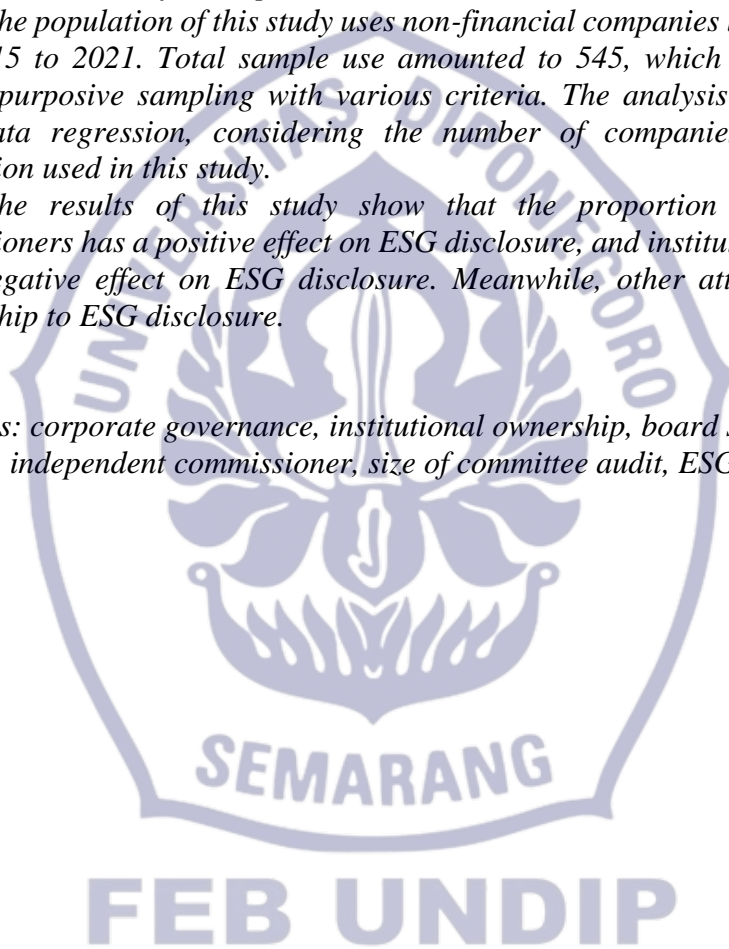 he population of this study uses non-financial companies
15 to 2021. Total sample use amounted to 545, which
purposive sampling with various criteria. The analysis
ata regression, considering the number of companie
ion used in this study.
he results of this study show that the proportion
ioners has a positive effect on ESG disclosure, and institu
egative effect on ESG disclosure. Meanwhile, other att
hip to ESG disclosure.
s: corporate governance, institutional ownership, board
independent commissioner, size of committee audit, ESG
UNIVERSITAS DIPONEGORO
SEMARANG
FEB UNDIP